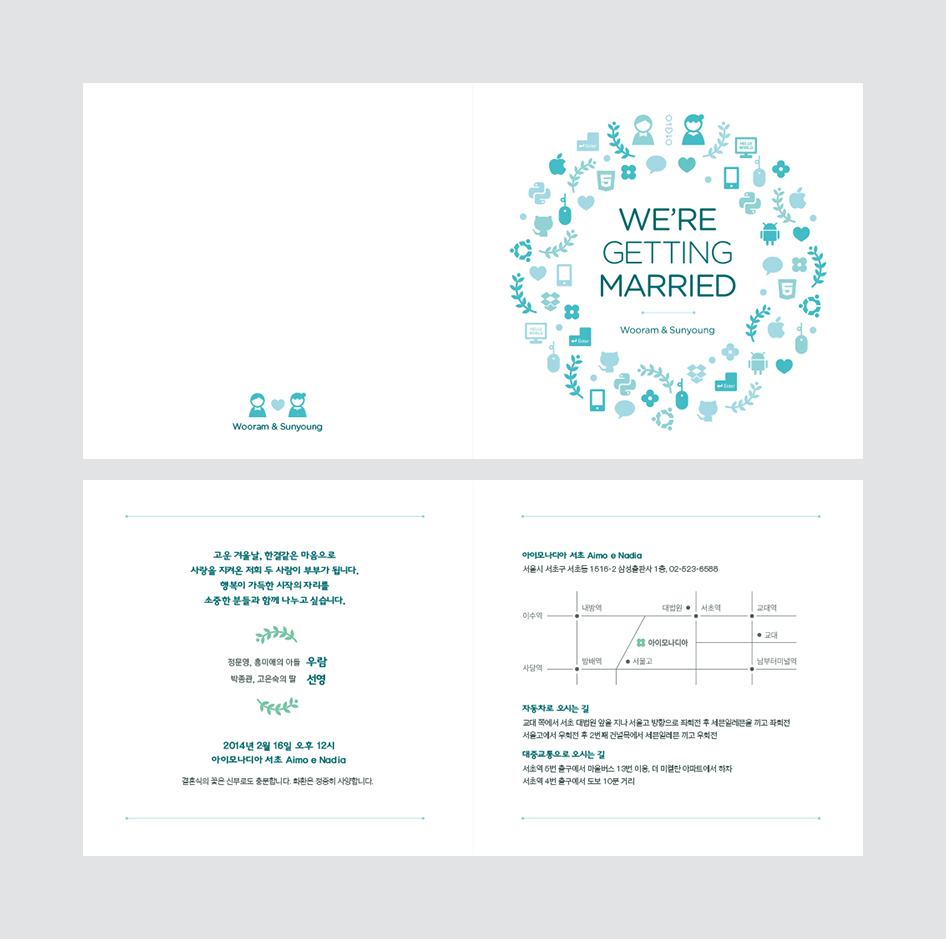 Wooram & Sunyoung
01010
Enter
HELLO
WORLD
WE'RE
GETTING
MARRIED
Wooram & Sunyoung
HELLO
WORLD
Enter
Enter
고운 겨울날, 한결같은 마음으로
사랑을 지켜온 저희 두 사람이 부부가 됩니다.
행복이 가득한 시작의 자리를
소중한 분들과 함께 나누고 싶습니다.
정문영, 홍미애의 아들 우람
박종관, 고은숙의 딸 선영
2014년 2월 16일 오후 12시
아이모나디아 서초 Aimo e Nadia
결혼식의 꽃은 신부로도 충분합니다. 화환은 정중히 사양합니다.
아이모나디아 서초 Aimo e Nadia
서울시 서초구 서초동 1516-2 삼성출판사 1층, 02-523-6588
내방역 대법원 서초역 교대역
이수역
교대
아이모나디아
방배역 서울고 남부터미널역
사당역
자동차로 오시는 길
교대 쪽에서 서초 대법원 앞을 지나 서울고 방향으로 좌회전 후 세븐일레븐을 끼고 좌회전
서울고에서 우회전 후 2번째 건널목에서 세븐일레븐 끼고 우회전
대중교통으로 오시는 길
서초역 5번 출구에서 마을버스 13번 이용, 더 미켈란 아파트에서 하차
서초역 4번 출구에서 도보 10분 거리